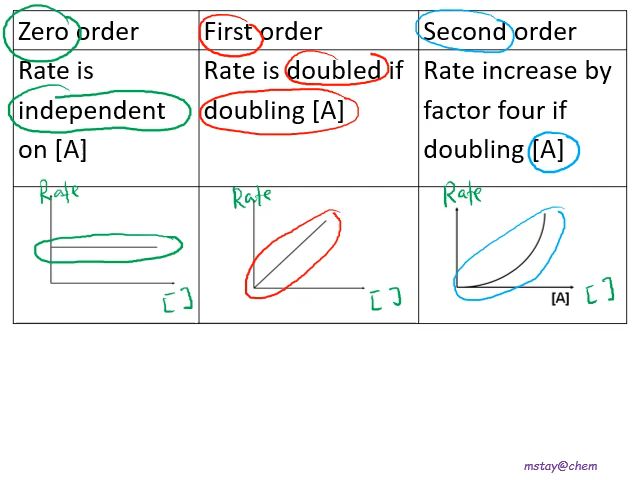 Zero order
First order
Second order
Rate is
independent
on [A]
Rate is doubled if
doubling [A]
Rate increase by
factor four if
doubling [A]
Rate
[ ]
Rate
[ ]
Rate
[A]
[ ]
mstay@chem